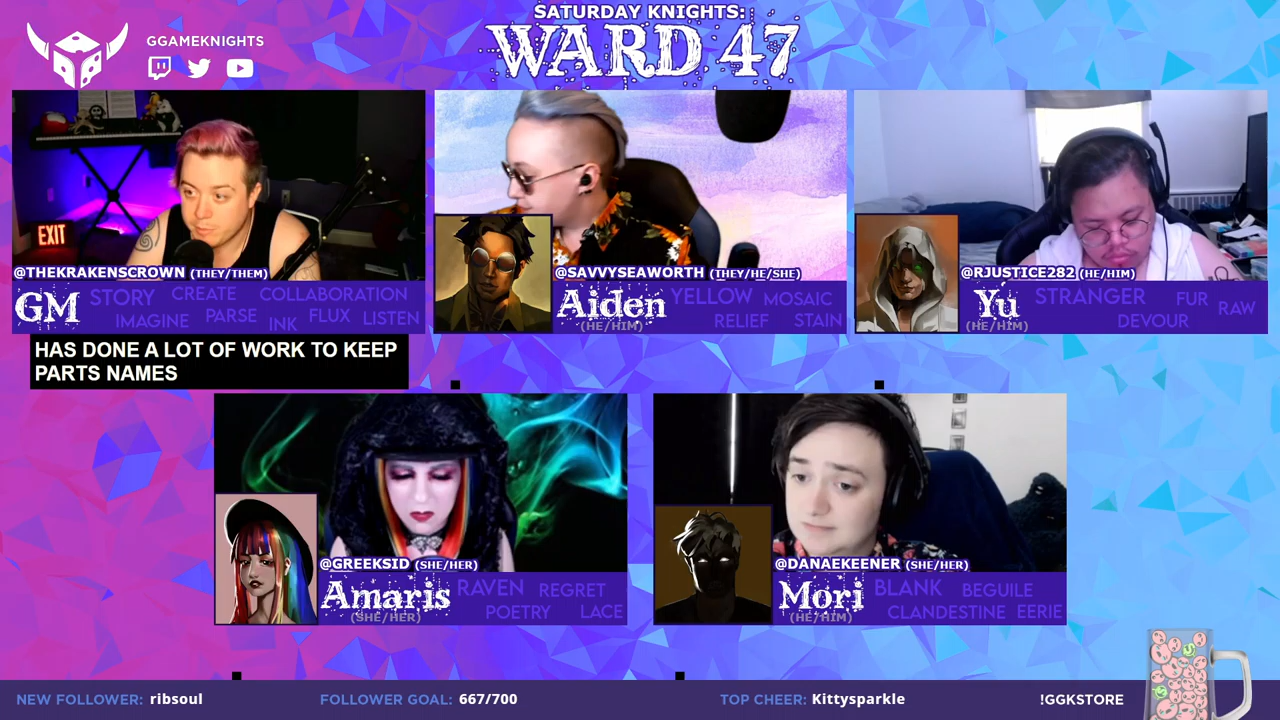 SATURDAY KNIGHTS:
WARD 47
GGAMEKNIGHTS
EXIT
@THEKRAKENSCROWN (THEY/THEM)
GM STORY CREATE COLLABORATION
IMAGINE PARSE INK FLUX LISTEN
@SAVVYSEAWORTH (THEY/HE/SHE)
Aiden YELLOW MOSAIC
(HE/HIM) RELIEF STAIN
@RJUSTICE282 (HE/HIM)
Yu STRANGER FUR RAW
(HE/HIM) DEVOUR
HAS DONE A LOT OF WORK TO KEEP
PARTS NAMES
@GREEKSID (SHE/HER)
Amaris RAVEN REGRET
(SHE/HER) POETRY LACE
@DANAEKEENER (SHE/HER)
Mori BLANK BEGUILE
(HE/HIM) CLANDESTINE EERIE
NEW FOLLOWER: ribsoul FOLLOWER GOAL: 667/700 TOP CHEER: Kittysparkle !GGKSTORE